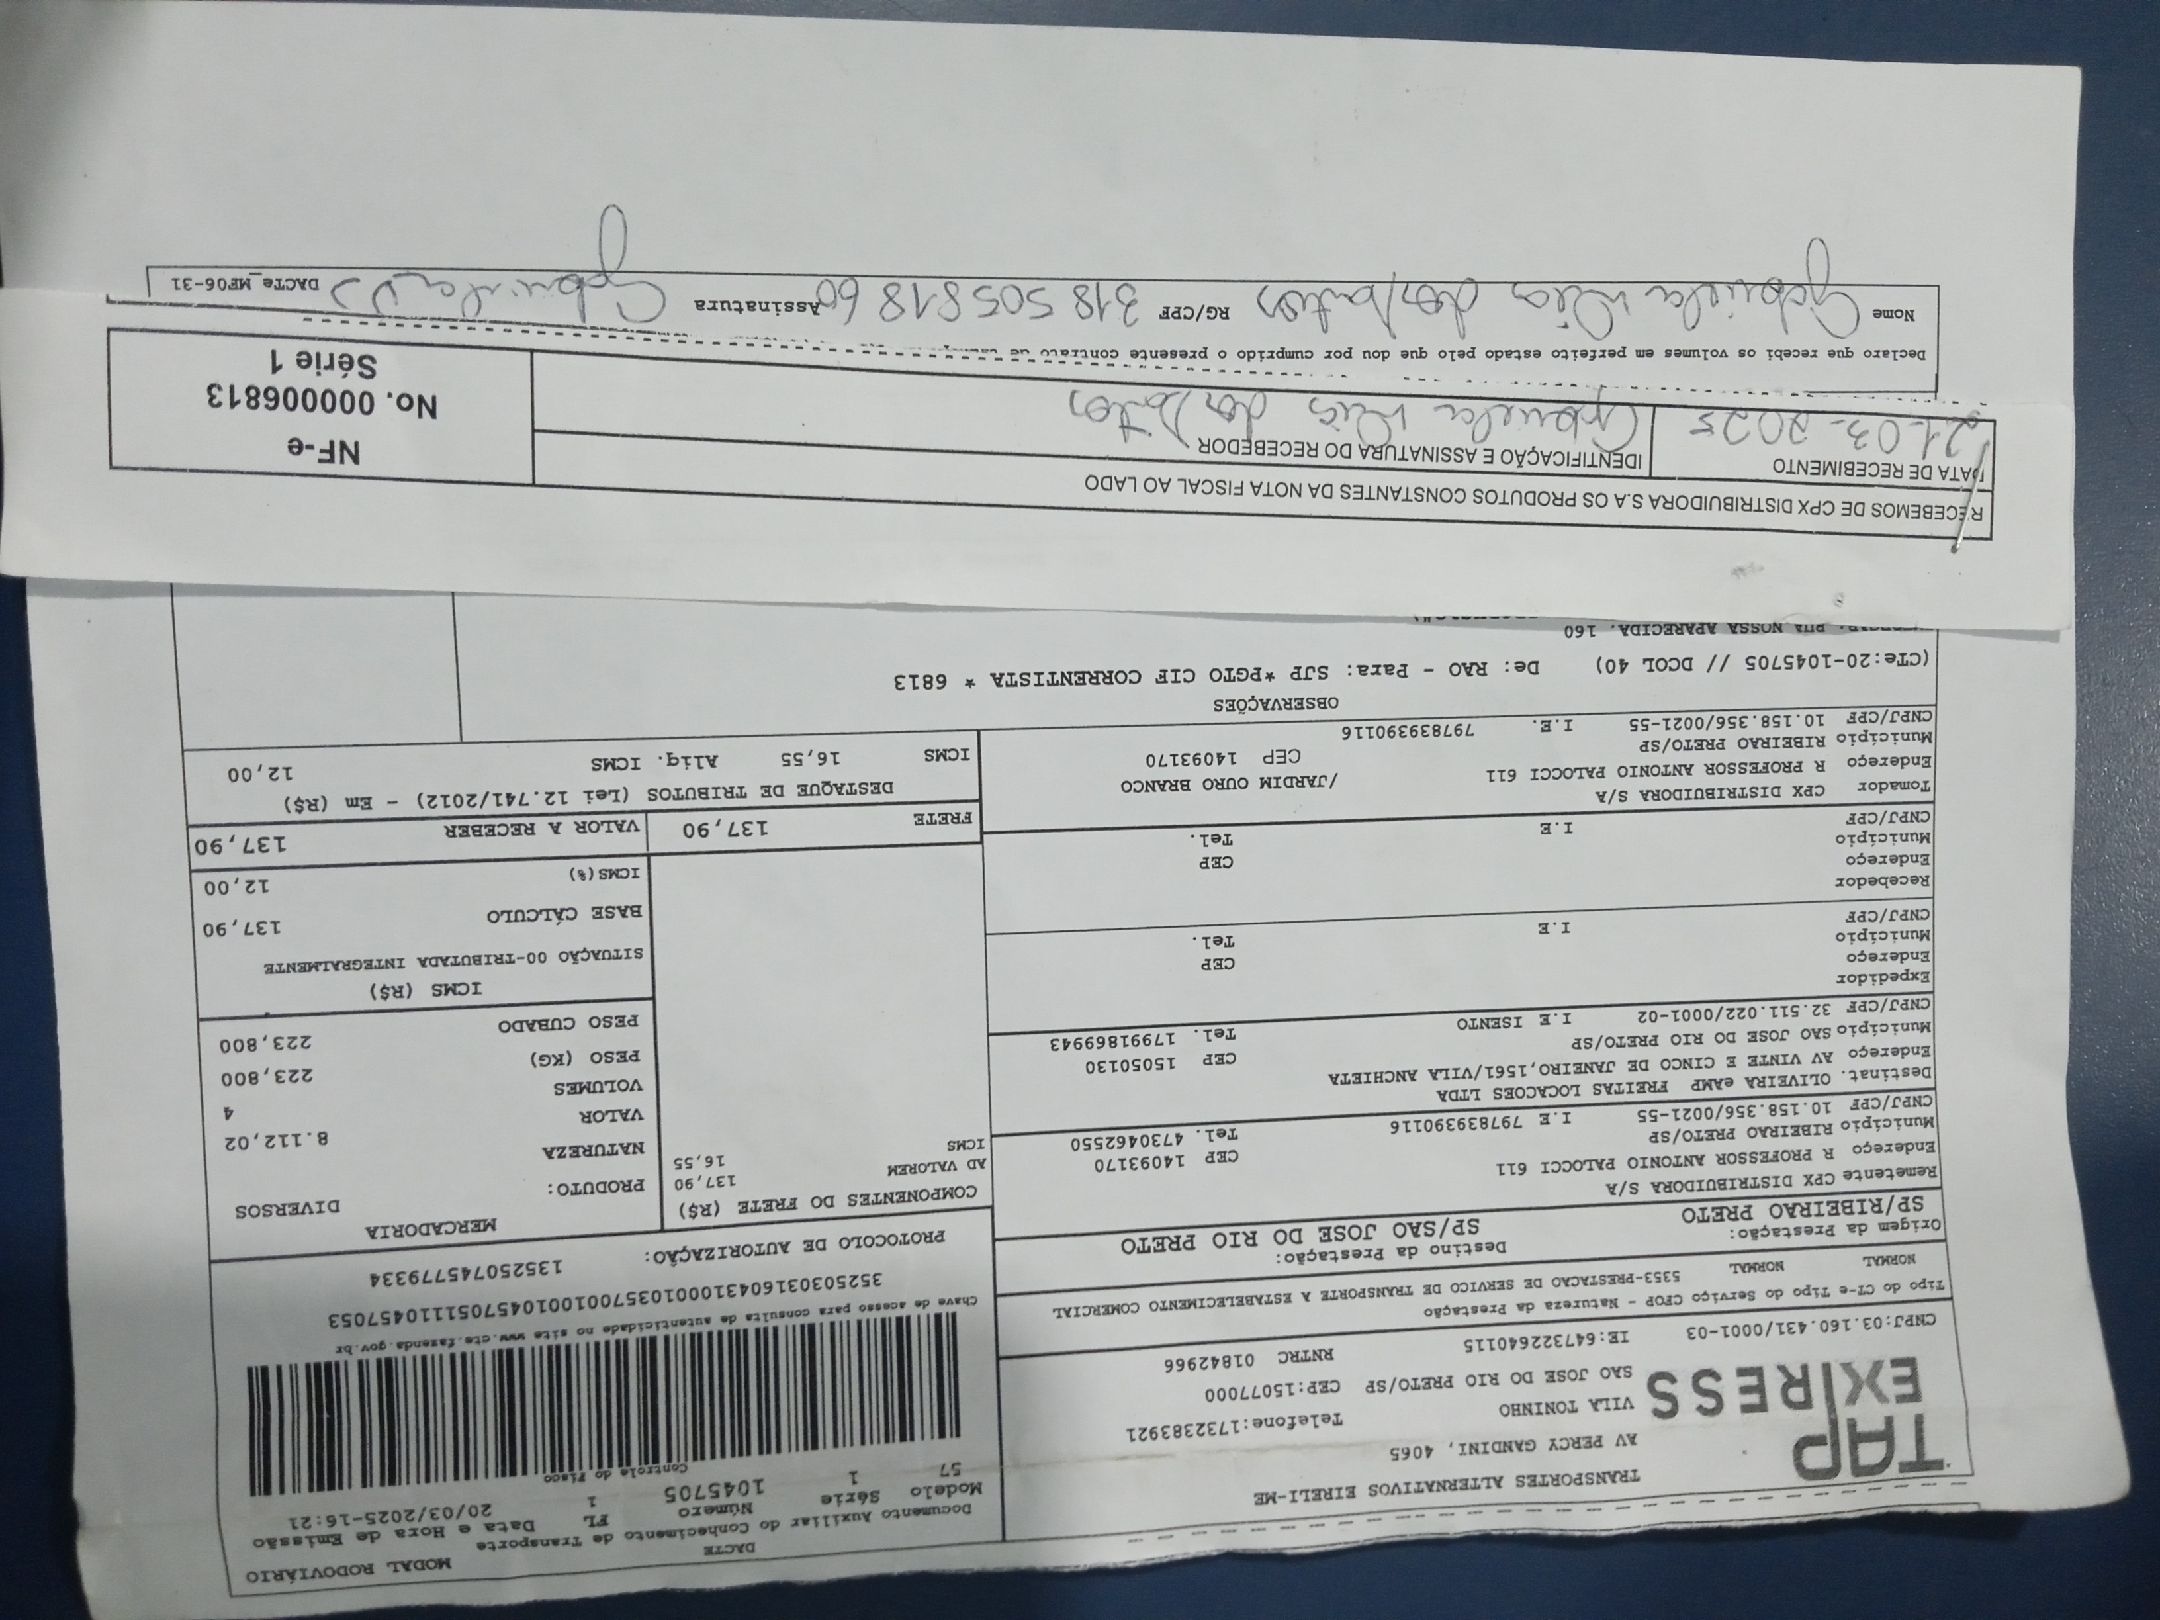 DACTE
MODAL RODOVIÁRIO
Documento Auxiliar do Conhecimento de Transporte
Modelo Série Número FL Data e Hora de Emissão
57 1 1045705 1 20/03/2025-16:21
Controle do Fisco
TAP
EXPRESS
TRANSPORTES ALTERNATIVOS EIRELI-ME
AV PERCY GANDINI, 4065
VILA TONINHO Telefone:1732383921
SAO JOSE DO RIO PRETO/SP CEP:15077000
CNPJ:03.160.431/0001-03 IE:647322640115 RNTRC 01842966
Chave de acesso para consulta de autenticidade no site www.cte.fazenda.gov.br
35250303160431000103570010010457051110457053
PROTOCOLO DE AUTORIZAÇÃO: 135250745779334
Tipo do CT-e Tipo do Serviço CFOP - Natureza da Prestação
NORMAL NORMAL 5353-PRESTACAO DE SERVICO DE TRANSPORTE A ESTABELECIMENTO COMERCIAL
Origem da Prestação: Destino da Prestação:
SP/RIBEIRAO PRETO SP/SAO JOSE DO RIO PRETO
Remetente CPX DISTRIBUIDORA S/A
Endereço R PROFESSOR ANTONIO PALOCCI 611 CEP 14093170
Município RIBEIRAO PRETO/SP Tel. 4730462550
CNPJ/CPF 10.158.356/0021-55 I.E 797839390116
Destinat. OLIVEIRA eAMP FREITAS LOCACOES LTDA
Endereço AV VINTE E CINCO DE JANEIRO,1561/VILA ANCHIETA
Município SAO JOSE DO RIO PRETO/SP CEP 15050130
CNPJ/CPF 32.511.022/0001-02 I.E ISENTO Tel. 17991869943
Expedidor
Endereço CEP
Município Tel.
CNPJ/CPF I.E
Recebedor
Endereço CEP
Município Tel.
CNPJ/CPF I.E
Tomador CPX DISTRIBUIDORA S/A
Endereço R PROFESSOR ANTONIO PALOCCI 611 /JARDIM OURO BRANCO
Município RIBEIRAO PRETO/SP CEP 14093170
CNPJ/CPF 10.158.356/0021-55 I.E. 797839390116
COMPONENTES DO FRETE (R$)
AD VALOREM 137,90
ICMS 16,55
MERCADORIA
PRODUTO: DIVERSOS
NATUREZA
VALOR 8.112,02
VOLUMES 4
PESO (KG) 223,800
PESO CUBADO 223,800
ICMS (R$)
SITUAÇÃO 00-TRIBUTADA INTEGRALMENTE
BASE CÁLCULO 137,90
ICMS(%) 12,00
FRETE 137,90 VALOR A RECEBER 137,90
DESTAQUE DE TRIBUTOS (Lei 12.741/2012) - Em (R$)
ICMS 16,55 Aliq. ICMS 12,00
OBSERVAÇÕES
(CTe:20-1045705 // DCOL 40) De: RAO - Para: SJP *PGTO CIF CORRENTISTA * 6813
RUA NOSSA APARECIDA. 160
RECEBEMOS DE CPX DISTRIBUIDORA S.A OS PRODUTOS CONSTANTES DA NOTA FISCAL AO LADO
DATA DE RECEBIMENTO IDENTIFICAÇÃO E ASSINATURA DO RECEBEDOR
21-03-2025 Gabriela Dias dos Santos
NF-e
No. 000006813
Série 1
Declaro que recebi os volumes em perfeito estado pelo que dou por cumprido o presente contrato de
Nome Gabriela Dias dos Santos RG/CPF 318 505818 60 Assinatura Gabriela DS
DACTe_MF06-31